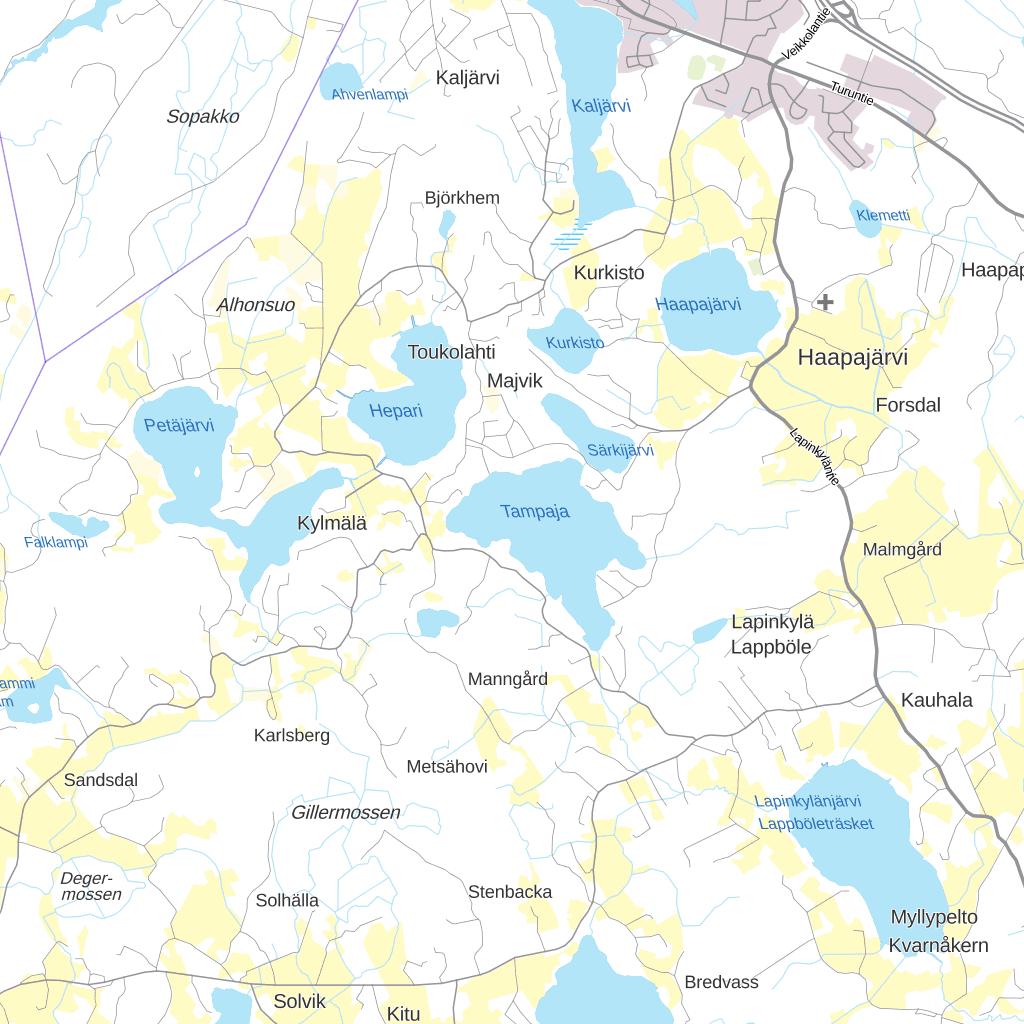 Veikkolantie
Kaljärvi
Ahvenlampi
Turuntie
Kaljärvi
Sopakko
Björkhem
Klemetti
Kurkisto
Haapajärvi
Alhonsuo
Kurkisto
Toukolahti
Haapajärvi
Majvik
Hepari
Forsdal
Petäjärvi
Särkijärvi
Lapinkyläntie
Tampaja
Kylmälä
Falklampi
Malmgård
Lapinkylä
Lappböle
Manngård
Kauhala
Karlsberg
Metsähovi
Sandsdal
Lapinkylänjärvi
Gillermossen
Lappböleträsket
Deger-
mossen
Stenbacka
Solhälla
Myllypelto
Kvarnåkern
Bredvass
Solvik
Kitu